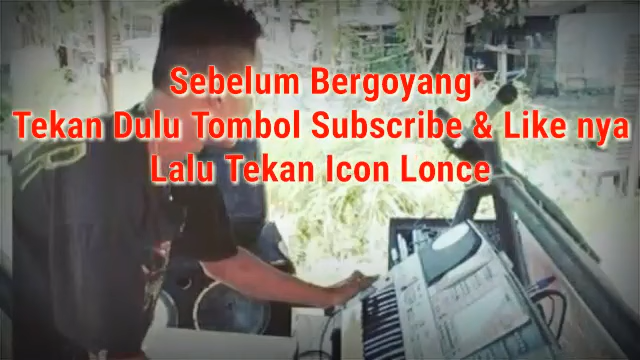 Sebelum Bergoyang
Tekan Dulu Tombol Subscribe & Like nya
Lalu Tekan Icon Lonce